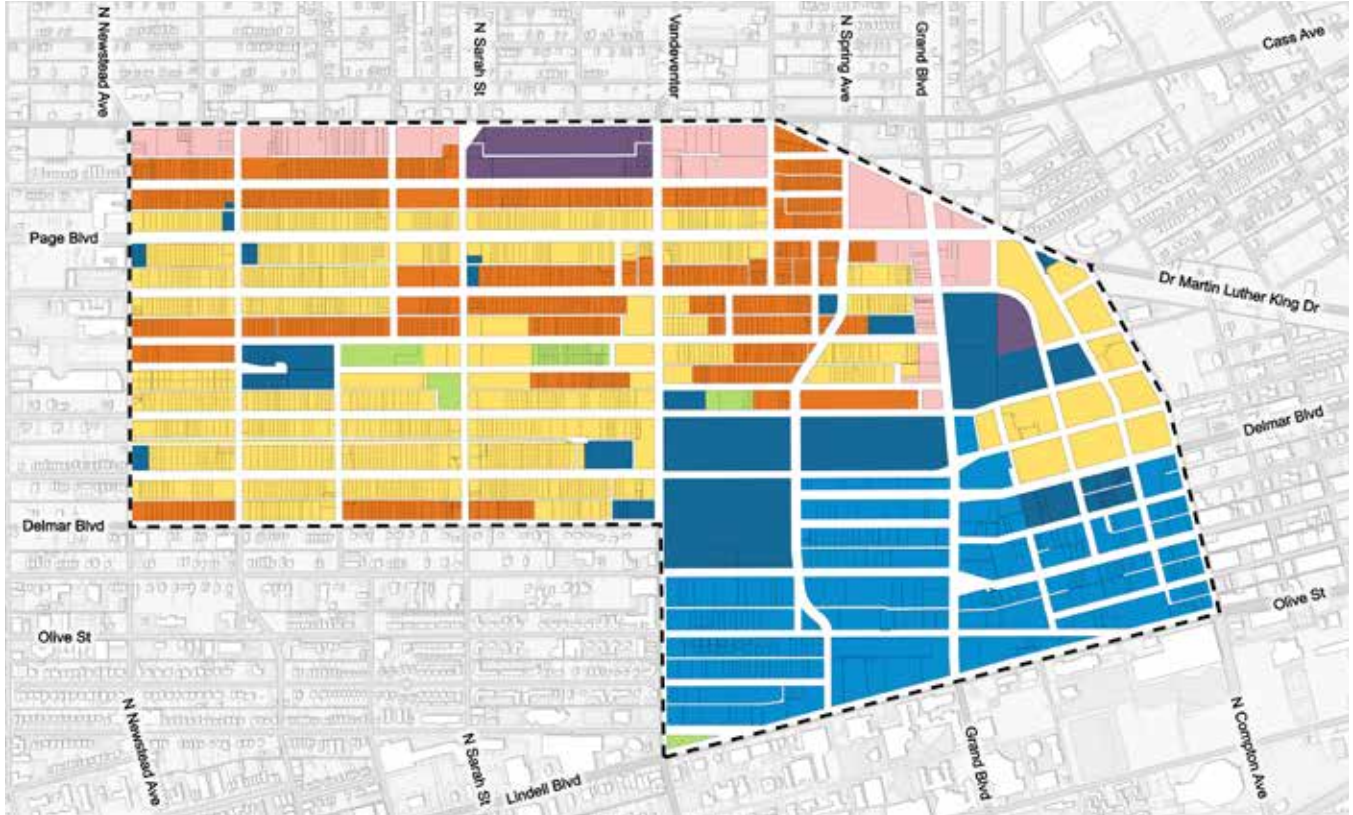 N Newstead Ave
N Sarah St
Vandeventer
N Spring Ave
Grand Blvd
Cass Ave
Page Blvd
Dr Martin Luther King Dr
Delmar Blvd
Delmar Blvd
Olive St
Olive St
N Newstead Ave
N Sarah St
Lindell Blvd
Grand Blvd
N Compton Ave